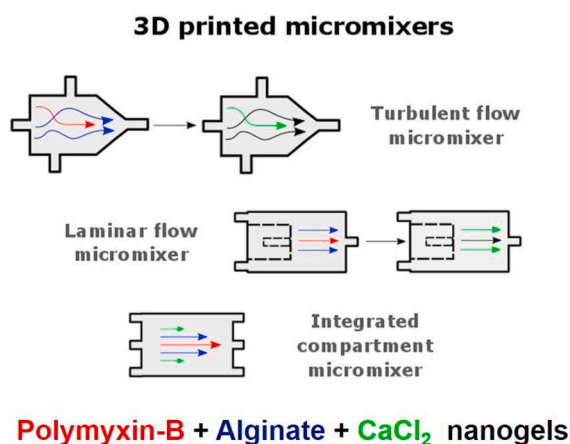 3D printed micromixers
Turbulent flow
micromixer
Laminar flow
micromixer
Integrated
compartment
micromixer
Polymyxin-B + Alginate + CaCl₂ nanogels